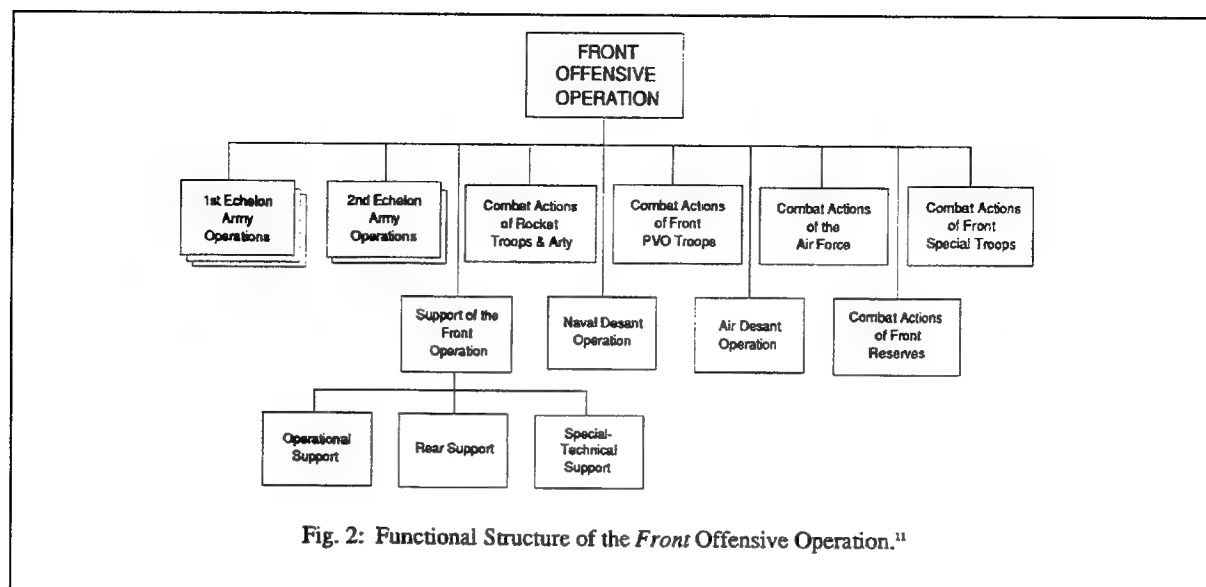 FRONT
OFFENSIVE
OPERATION
1st Echelon
Army
Operations
2nd Echelon
Army
Operations
Combat Actions
of Rocket
Troops & Arty
Combat Actions
of Front
PVO Troops
Combat Actions
of the
Air Force
Combat Actions
of Front
Special Troops
Support of the
Front
Operation
Naval Desant
Operation
Air Desant
Operation
Combat Actions
of Front
Reserves
Operational
Support
Rear Support
Special-
Technical
Support
Fig. 2: Functional Structure of the Front Offensive Operation.¹¹